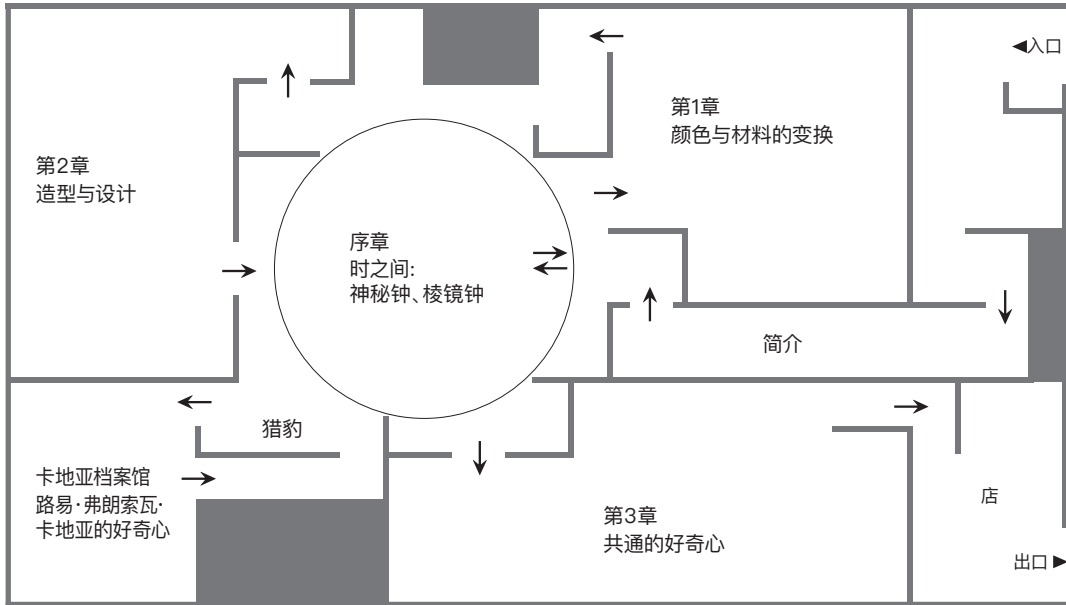 ◀入口
第1章
颜色与材料的变换
第2章
造型与设计
序章
时之间:
神秘钟、棱镜钟
简介
猎豹
卡地亚档案馆
路易·弗朗索瓦·
卡地亚的好奇心
第3章
共通的好奇心
店
出口▶